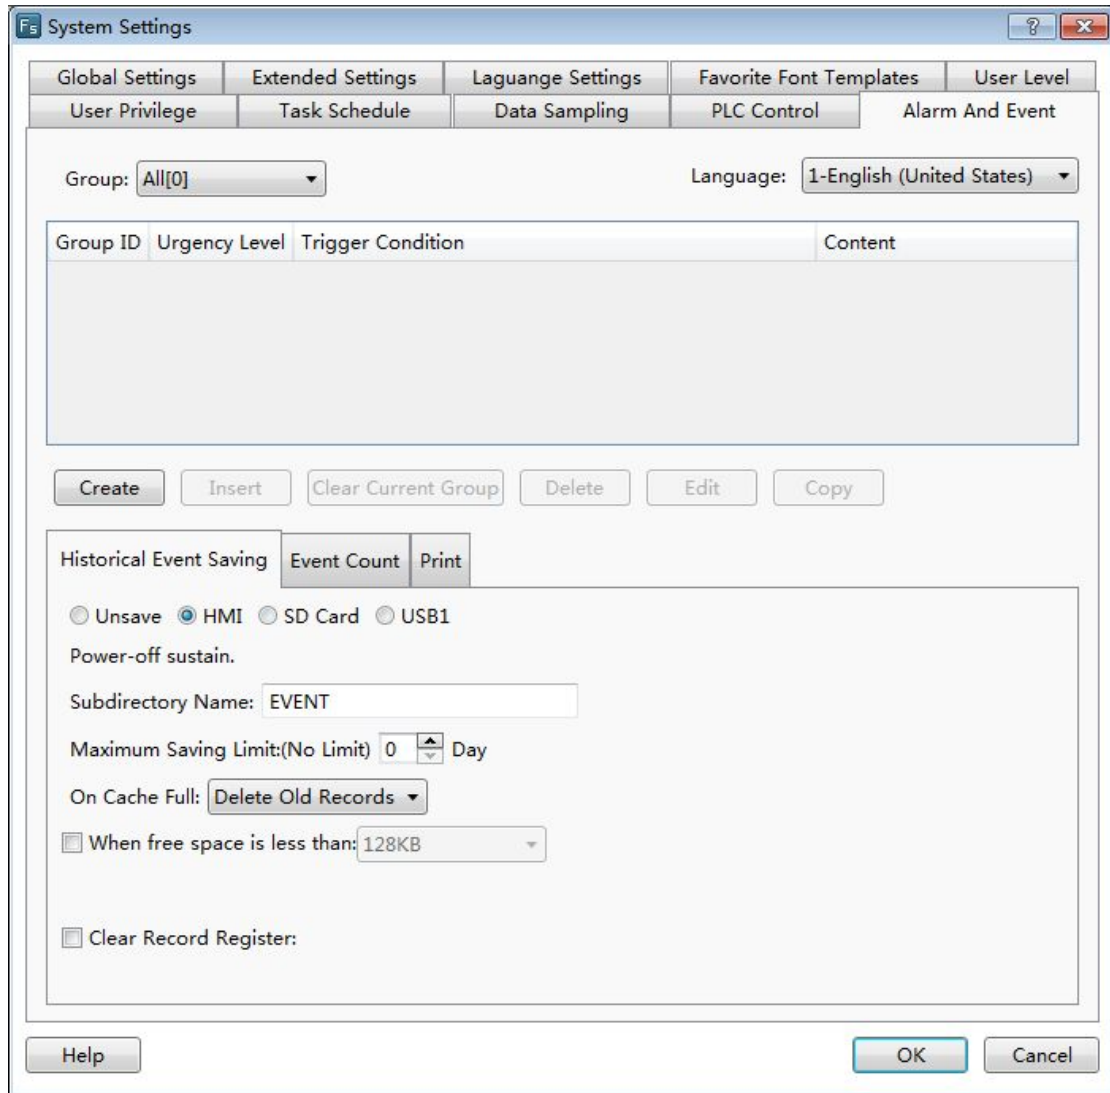 Fs System Settings ?
Global Settings Extended Settings Laguange Settings Favorite Font Templates User Level
User Privilege Task Schedule Data Sampling PLC Control Alarm And Event
Group: All[0] Language: 1-English (United States)
Group ID Urgency Level Trigger Condition Content
Create Insert Clear Current Group Delete Edit Copy
Historical Event Saving Event Count Print
Unsave HMI SD Card USB1
Power-off sustain.
Subdirectory Name: EVENT
Maximum Saving Limit:(No Limit) 0 Day
On Cache Full: Delete Old Records
When free space is less than: 128KB
Clear Record Register:
Help OK Cancel